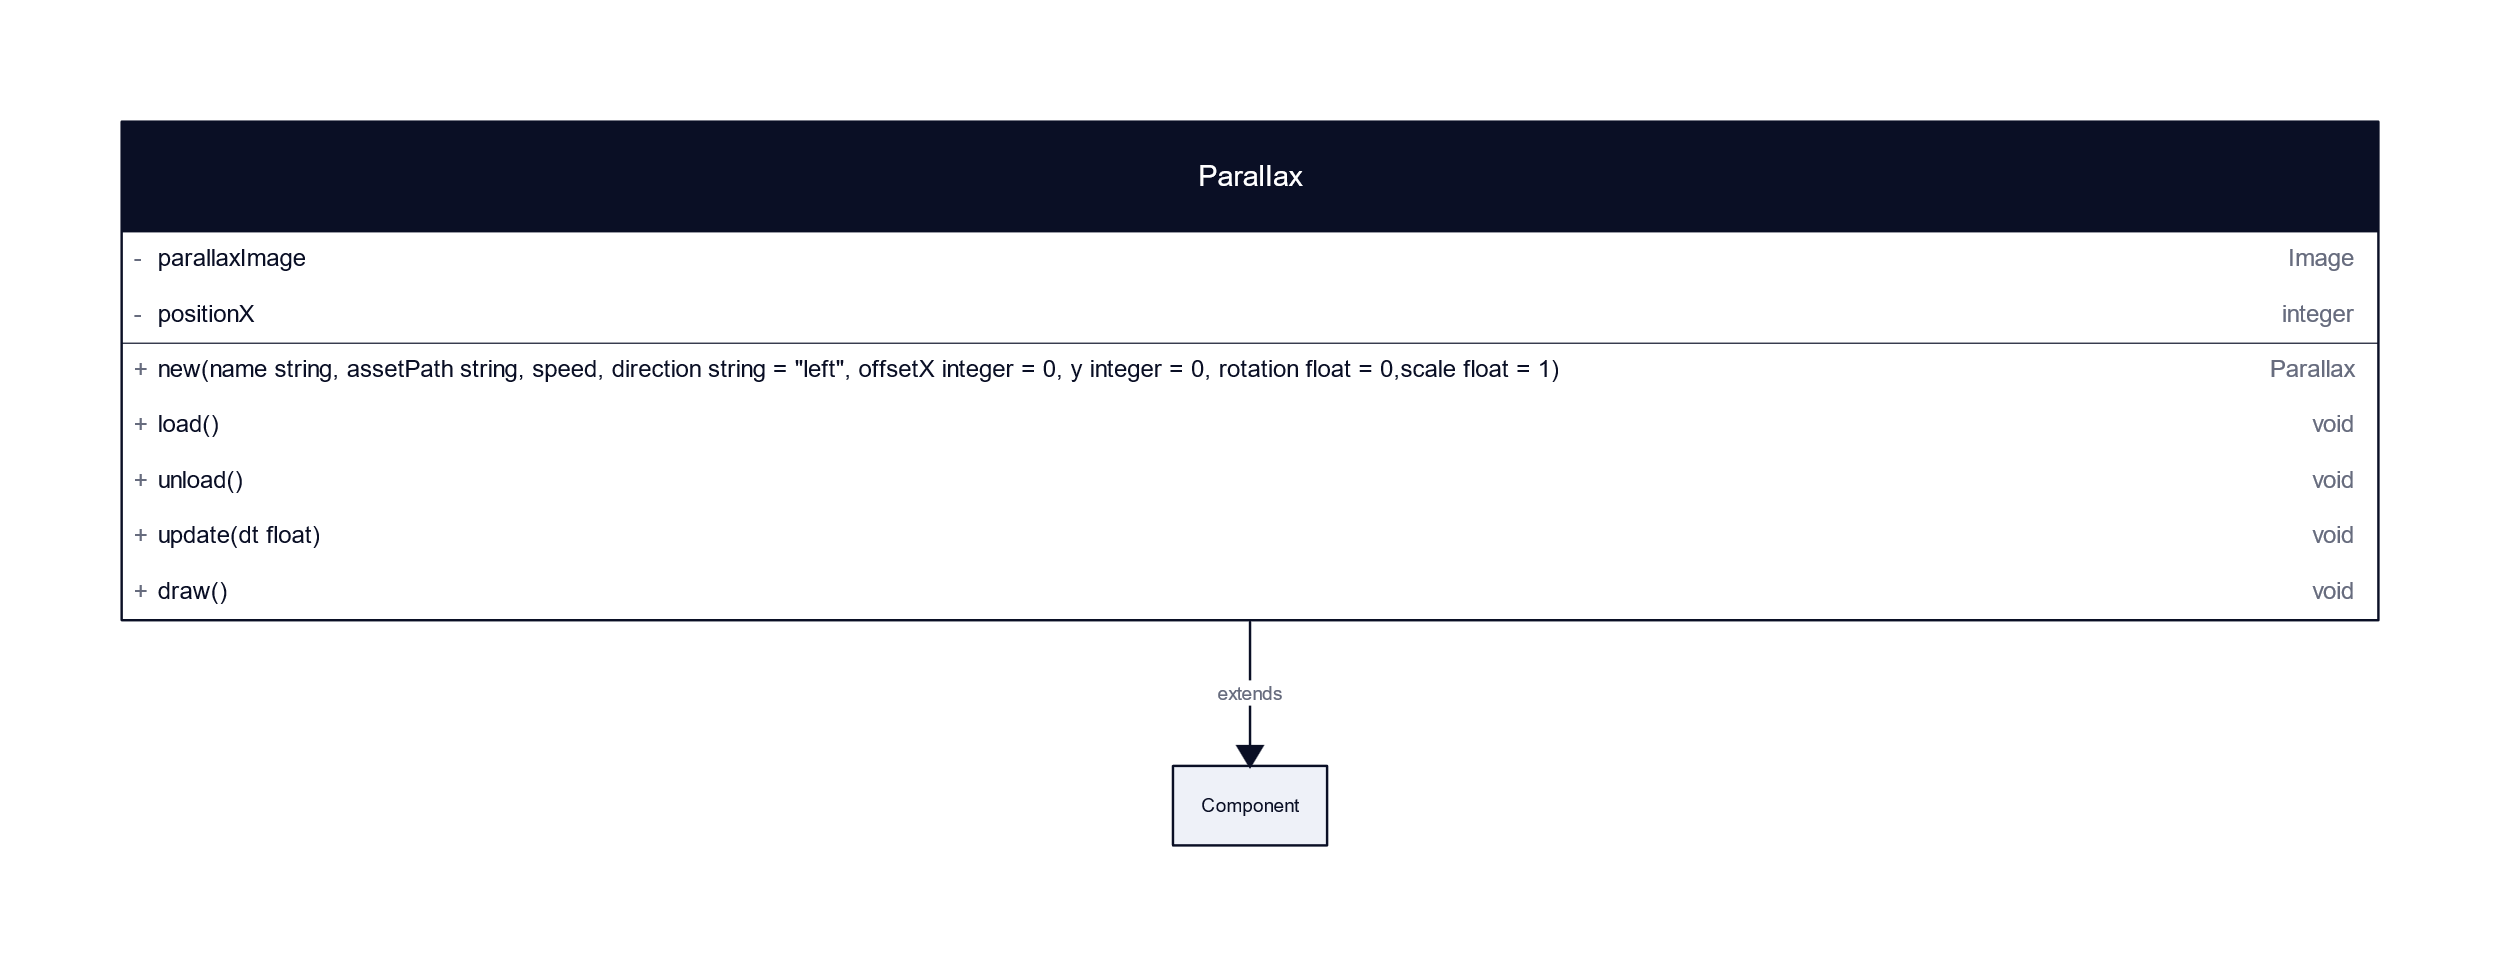 Parallax
- parallaxImage Image
- positionX integer
+ new(name string, assetPath string, speed, direction string = "left", offsetX integer = 0, y integer = 0, rotation float = 0,scale float = 1) Parallax
+ load() void
+ unload() void
+ update(dt float) void
+ draw() void
extends
Component